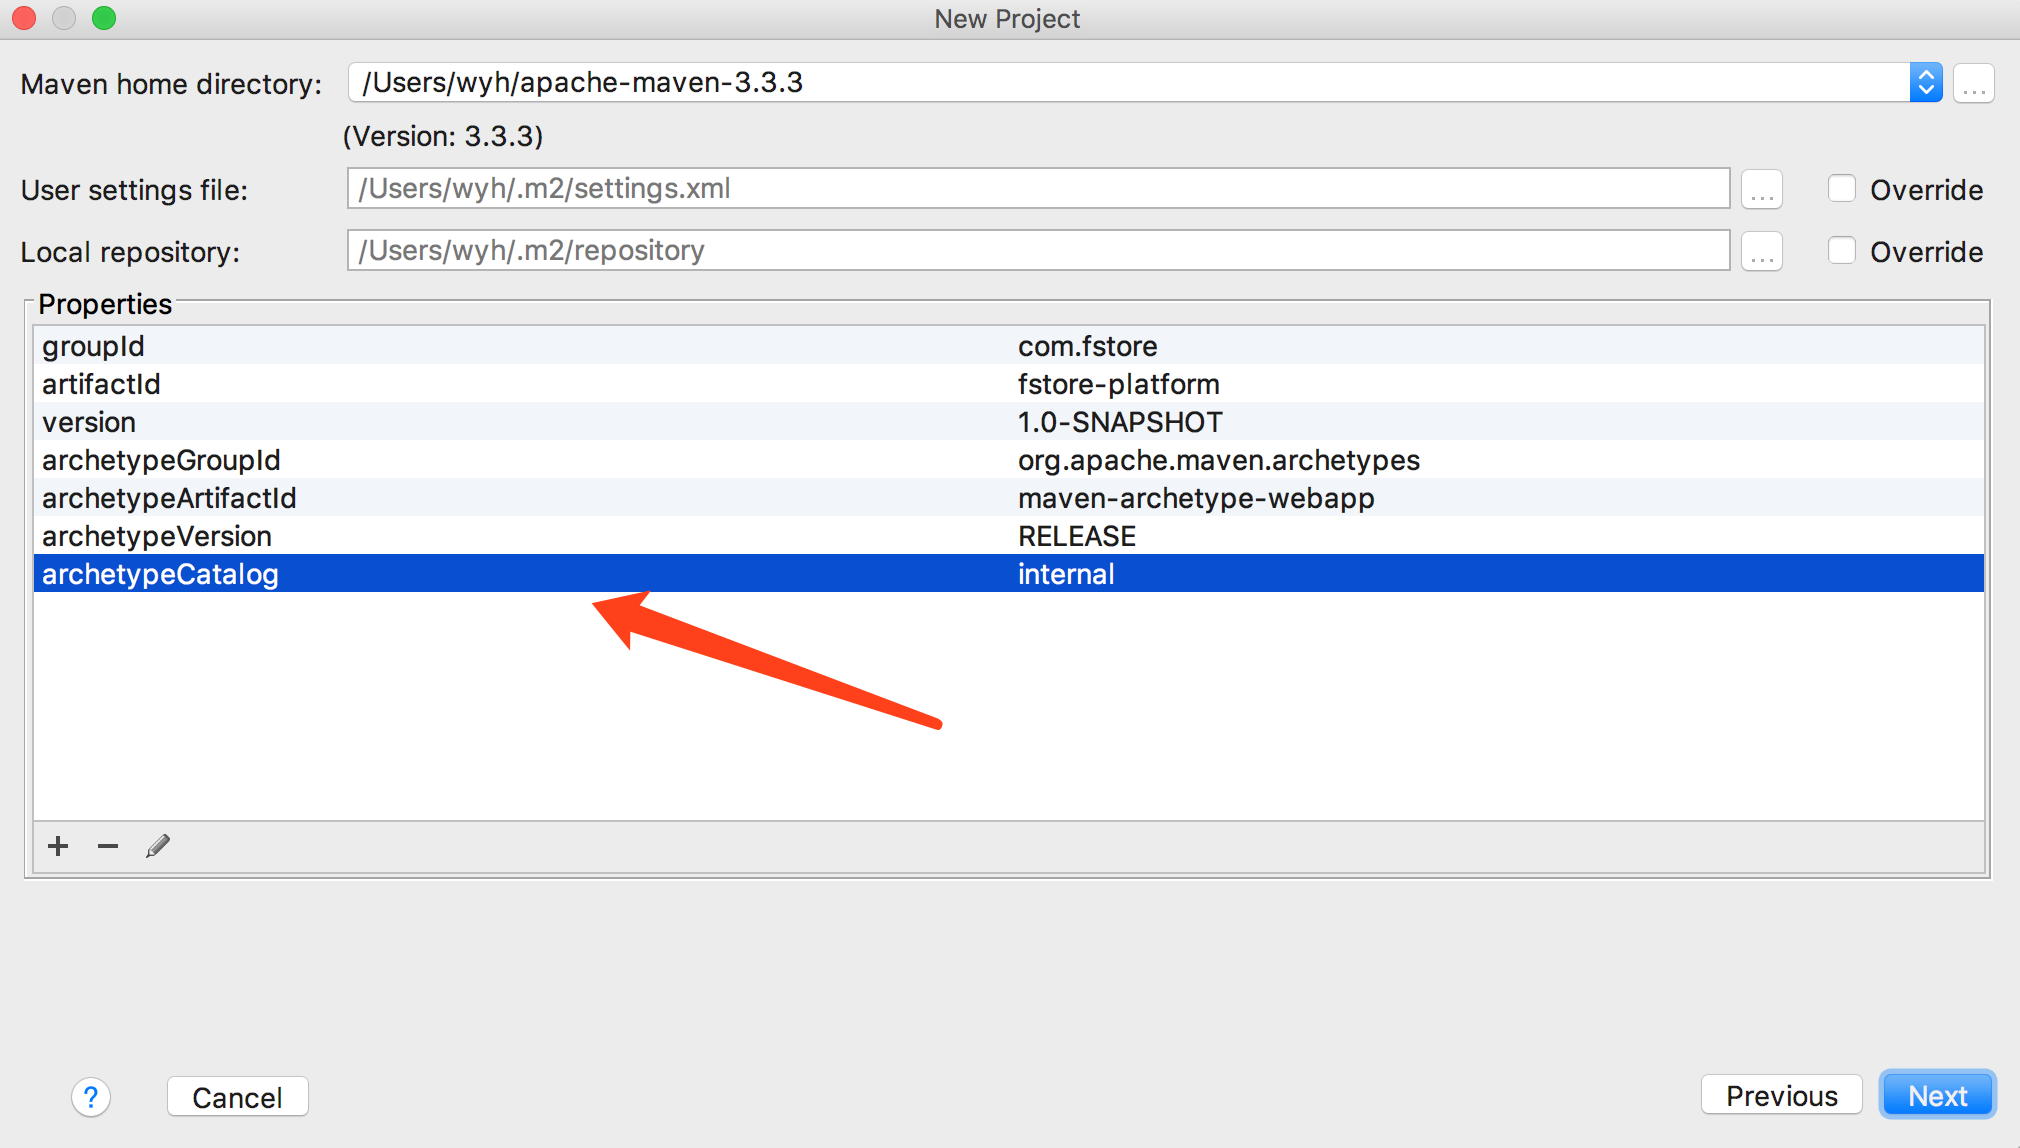 New Project
Maven home directory: /Users/wyh/apache-maven-3.3.3 ...
(Version: 3.3.3)
User settings file: /Users/wyh/.m2/settings.xml ... Override
Local repository: /Users/wyh/.m2/repository ... Override
Properties
groupId com.fstore
artifactId fstore-platform
version 1.0-SNAPSHOT
archetypeGroupId org.apache.maven.archetypes
archetypeArtifactId maven-archetype-webapp
archetypeVersion RELEASE
archetypeCatalog internal
? Cancel Previous Next